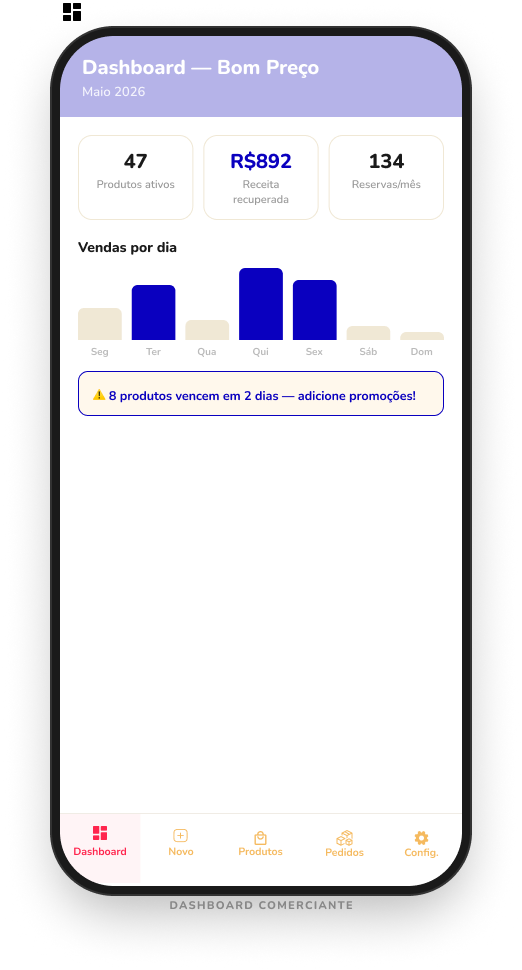 Dashboard — Bom Preço
Maio 2026
47
Produtos ativos
R$892
Receita
recuperada
134
Reservas/mês
Vendas por dia
Seg
Ter
Qua
Qui
Sex
Sáb
Dom
⚠️ 8 produtos vencem em 2 dias — adicione promoções!
Dashboard
Novo
Produtos
Pedidos
Config.
DASHBOARD COMERCIANTE